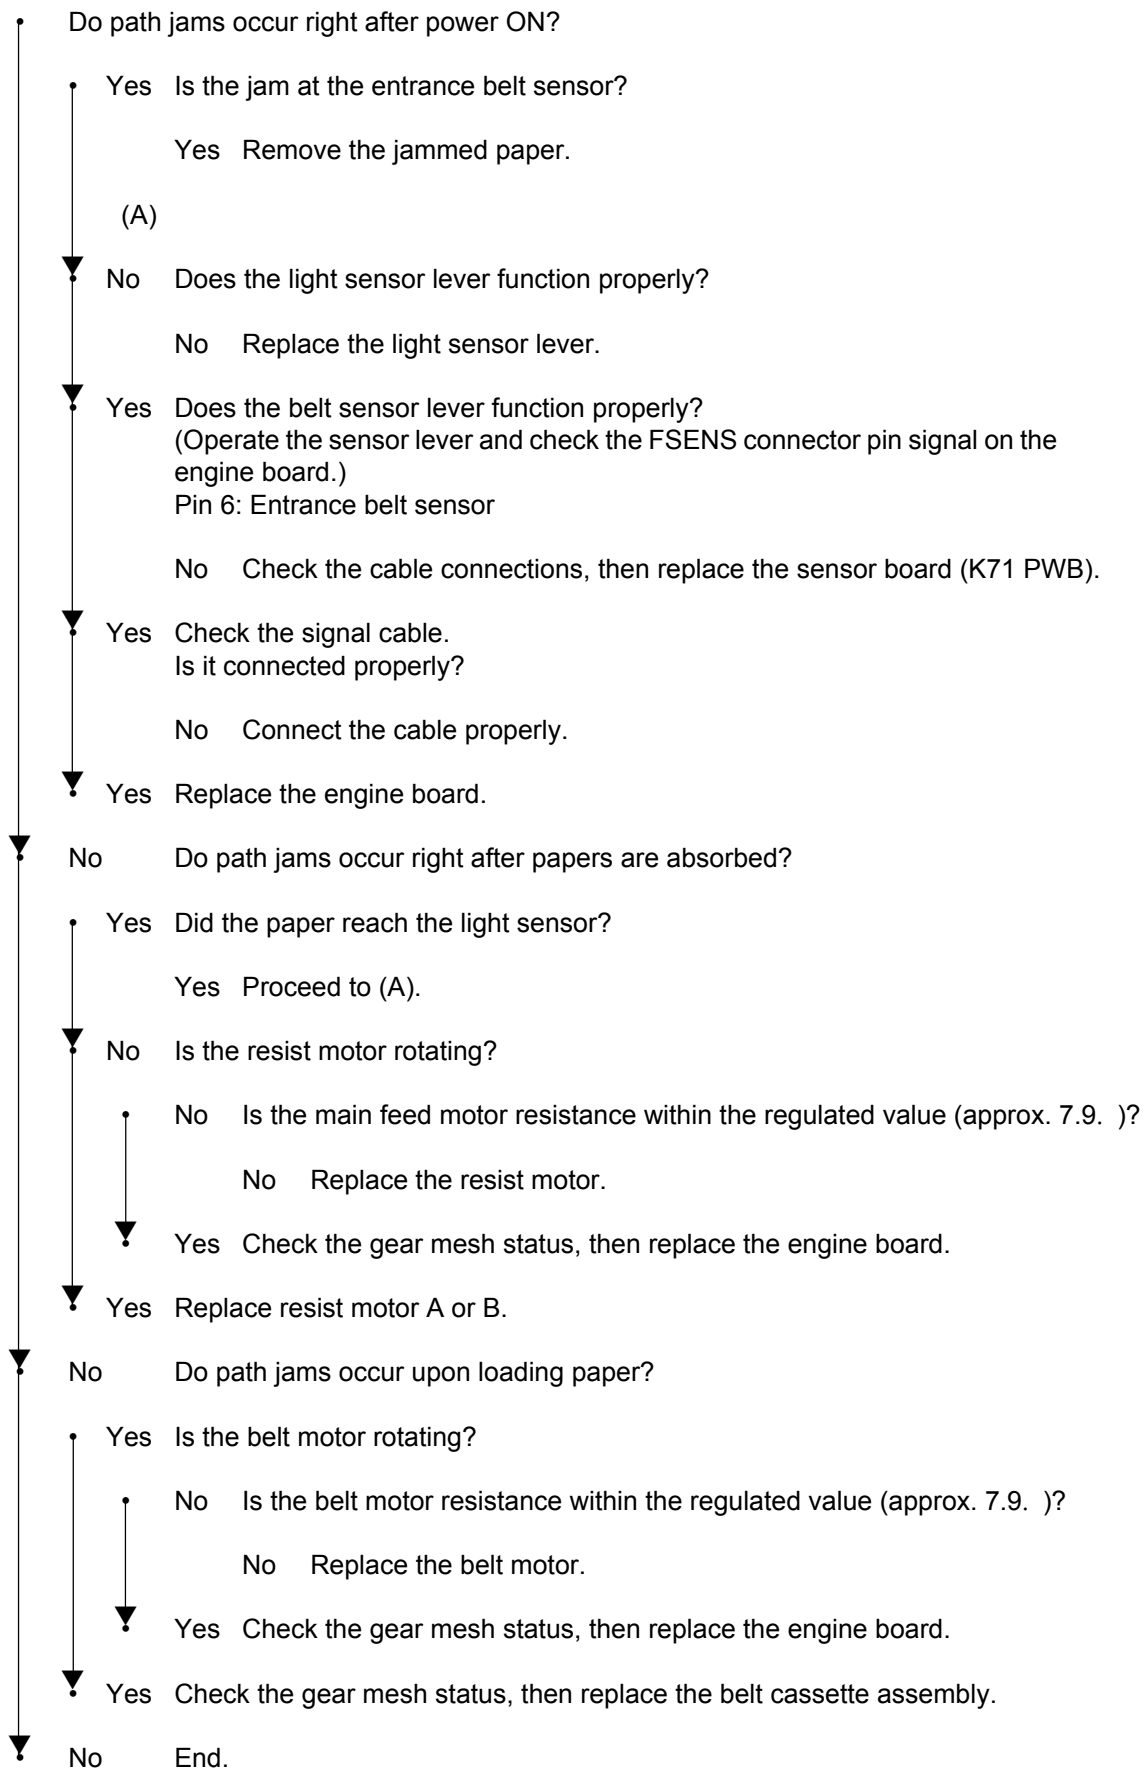 Do path jams occur right after power ON?
Yes Is the jam at the entrance belt sensor?
Yes Remove the jammed paper.
(A)
No Does the light sensor lever function properly?
No Replace the light sensor lever.
Yes Does the belt sensor lever function properly?
(Operate the sensor lever and check the FSENS connector pin signal on the
engine board.)
Pin 6: Entrance belt sensor
No Check the cable connections, then replace the sensor board (K71 PWB).
Yes Check the signal cable.
Is it connected properly?
No Connect the cable properly.
Yes Replace the engine board.
No Do path jams occur right after papers are absorbed?
Yes Did the paper reach the light sensor?
Yes Proceed to (A).
No Is the resist motor rotating?
No Is the main feed motor resistance within the regulated value (approx. 7.9. )?
No Replace the resist motor.
Yes Check the gear mesh status, then replace the engine board.
Yes Replace resist motor A or B.
No Do path jams occur upon loading paper?
Yes Is the belt motor rotating?
No Is the belt motor resistance within the regulated value (approx. 7.9. )?
No Replace the belt motor.
Yes Check the gear mesh status, then replace the engine board.
Yes Check the gear mesh status, then replace the belt cassette assembly.
No End.